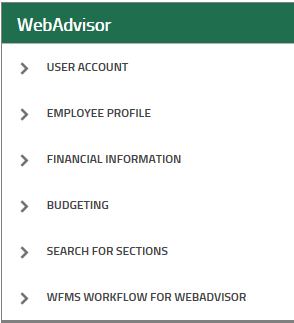 WebAdvisor
USER ACCOUNT
EMPLOYEE PROFILE
FINANCIAL INFORMATION
BUDGETING
SEARCH FOR SECTIONS
WFMS WORKFLOW FOR WEBADVISOR